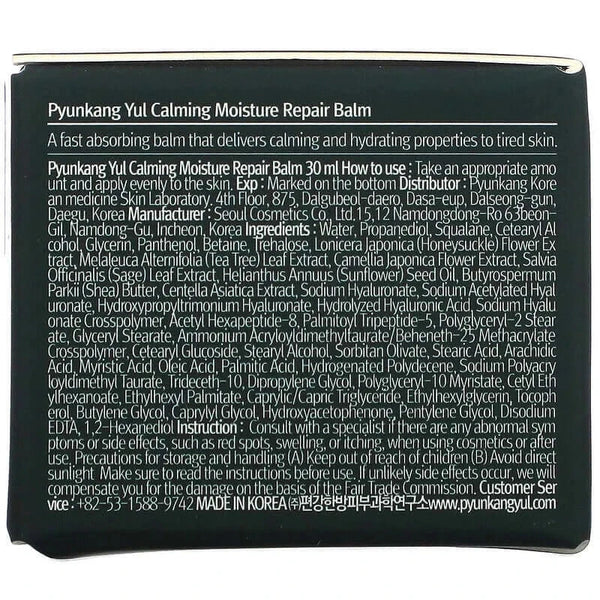 Pyunkang Yul Calming Moisture Repair Balm
A fast absorbing balm that delivers calming and hydrating properties to tired skin.
Pyunkang Yul Calming Moisture Repair Balm 30 ml How to use : Take an appropriate amo
unt and apply evenly to the skin. Exp : Marked on the bottom Distributor : Pyunkang Kore
an medicine Skin Laboratory. 4th Floor, 875, Dalgubeol-daero, Dasa-eup, Dalseong-gun,
Daegu, Korea Manufacturer : Seoul Cosmetics Co., Ltd.15,12 Namdongdong-Ro 63beon-
Gil, Namdong-Gu, Incheon, Korea Ingredients : Water, Propanediol, Squalane, Cetearyl Al
cohol, Glycerin, Panthenol, Betaine, Trehalose, Lonicera Japonica (Honeysuckle) Flower Ex
tract, Melaleuca Alternifolia (Tea Tree) Leaf Extract, Camellia Japonica Flower Extract, Salvia
Officinalis (Sage) Leaf Extract, Helianthus Annuus (Sunflower) Seed Oil, Butyrospermum
Parkii (Shea) Butter, Centella Asiatica Extract, Sodium Hyaluronate, Sodium Acetylated Hyal
uronate, Hydroxypropyltrimonium Hyaluronate, Hydrolyzed Hyaluronic Acid, Sodium Hyalu
onate Crosspolymer, Acetyl Hexapeptide-8, Palmitoyl Tripeptide-5, Polyglyceryl-2 Stear
ate, Glyceryl Stearate, Ammonium Acryloyldimethyltaurate/Beheneth-25 Methacrylate
Crosspolymer, Cetearyl Glucoside, Stearyl Alcohol, Sorbitan Olivate, Stearic Acid, Arachidic
Acid, Myristic Acid, Oleic Acid, Palmitic Acid, Hydrogenated Polydecene, Sodium Polyacry
loyldimethyl Taurate, Trideceth-10, Dipropylene Glycol, Polyglyceryl-10 Myristate, Cetyl Eth
ylhexanoate, Ethylhexyl Palmitate, Caprylic/Capric Triglyceride, Ethylhexylglycerin, Tocoph
erol, Butylene Glycol, Caprylyl Glycol, Hydroxyacetophenone, Pentylene Glycol, Disodium
EDTA, 1,2-Hexanediol Instruction : Consult with a specialist if there are any abnormal sym
ptoms or side effects, such as red spots, swelling, or itching, when using cosmetics or after
use. Precautions for storage and handling (A) Keep out of reach of children (B) Avoid direct
sunlight Make sure to read the instructions before use. If unlikely side effects occur, we will
compensate you for the damage on the basis of the Fair Trade Commission. Customer Ser
vice : +82-53-1588-9742 MADE IN KOREA ㈜편강한방피부과학연구소 www.pyunkangyul.com